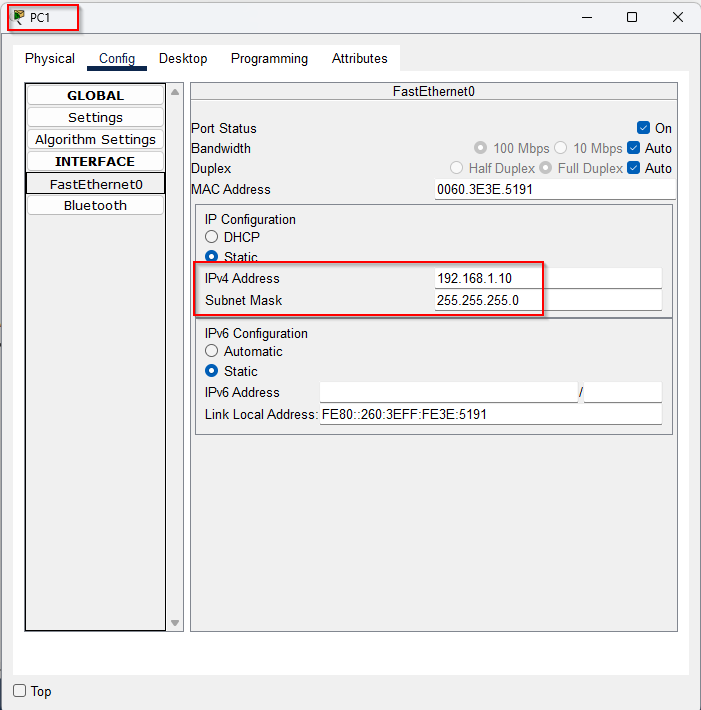 PC1
Physical Config Desktop Programming Attributes
GLOBAL
Settings
Algorithm Settings
INTERFACE
FastEthernet0
Bluetooth
FastEthernet0
Port Status On
Bandwidth 100 Mbps 10 Mbps Auto
Duplex Half Duplex Full Duplex Auto
MAC Address 0060.3E3E.5191
IP Configuration
DHCP
Static
IPv4 Address 192.168.1.10
Subnet Mask 255.255.255.0
IPv6 Configuration
Automatic
Static
IPv6 Address /
Link Local Address: FE80::260:3EFF:FE3E:5191
Top